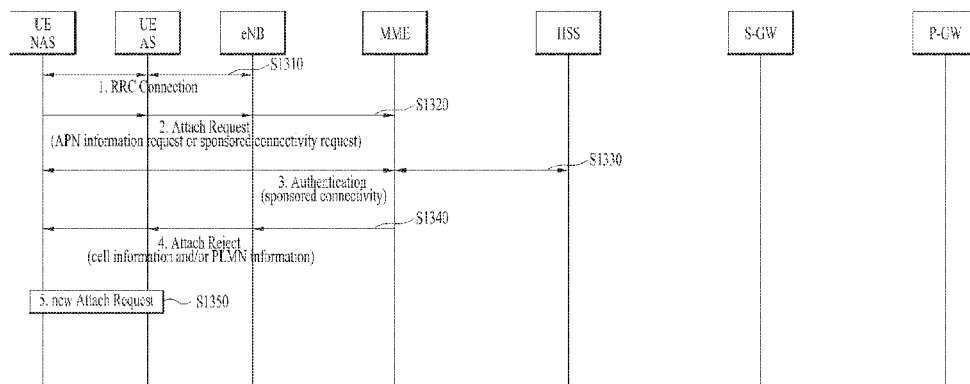 UE
NAS
UE
AS
eNB
MME
HSS
S-GW
P-GW
S1310
1. RRC Connection
S1320
2. Attach Request
(APN information request or sponsored connectivity request)
S1330
3. Authentication
(sponsored connectivity)
S1340
4. Attach Reject
(cell information and/or PLMN information)
5. new Attach Request
S1350